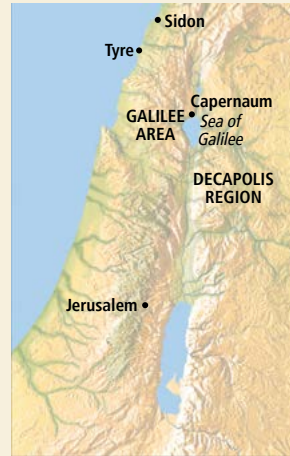 Sidon
Tyre
Capernaum
GALILEE
AREA
Sea of
Galilee
DECAPOLIS
REGION
Jerusalem